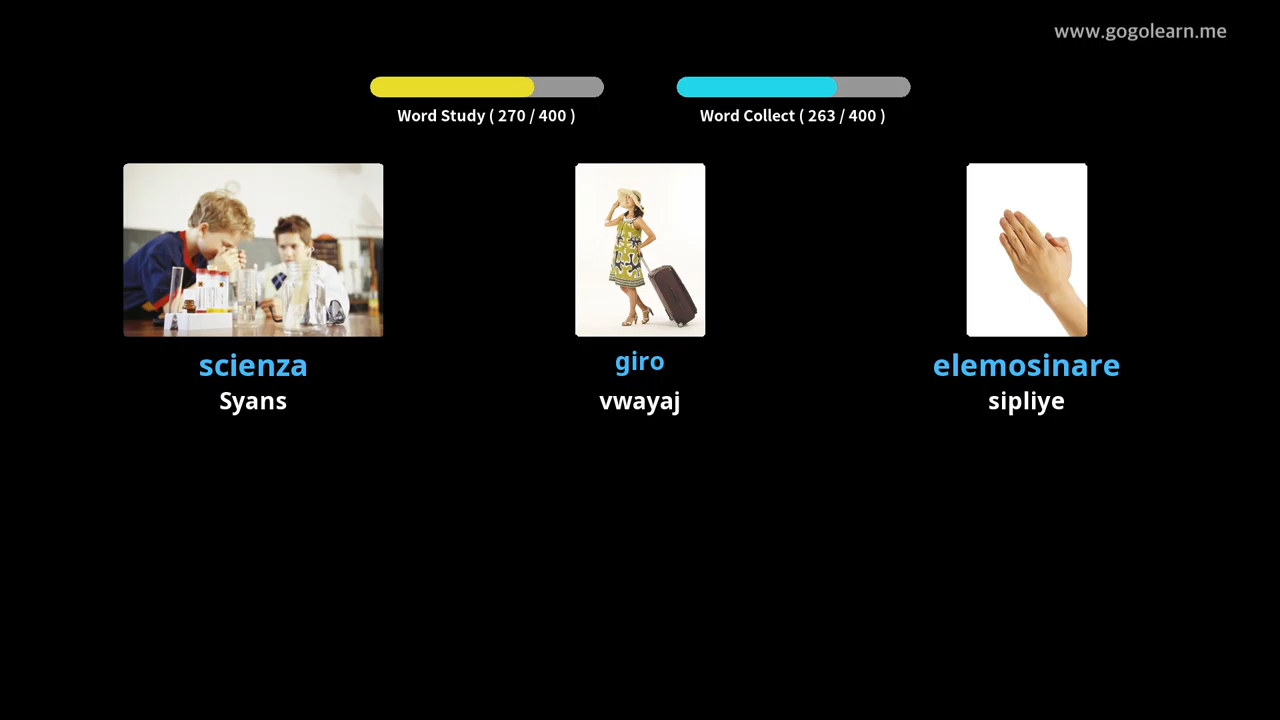 www.gogolearn.me
Word Study ( 270 / 400 )
Word Collect ( 263 / 400 )
scienza
Syans
giro
vwayaj
elemosinare
sipliye